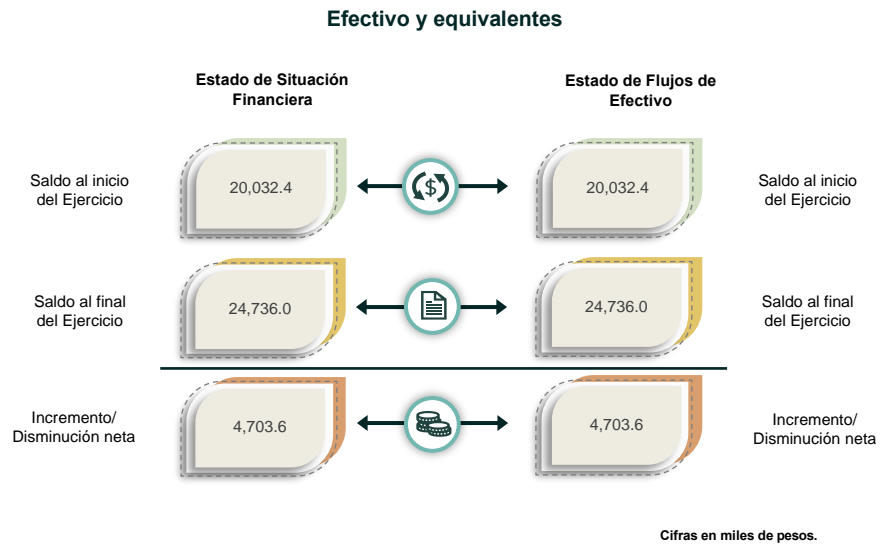 Efectivo y equivalentes
Estado de Situación
Financiera
Estado de Flujos de
Efectivo
Saldo al inicio
del Ejercicio
20,032.4
$
20,032.4
Saldo al inicio
del Ejercicio
Saldo al final
del Ejercicio
24,736.0
24,736.0
Saldo al final
del Ejercicio
Incremento/
Disminución neta
4,703.6
4,703.6
Incremento/
Disminución neta
Cifras en miles de pesos.